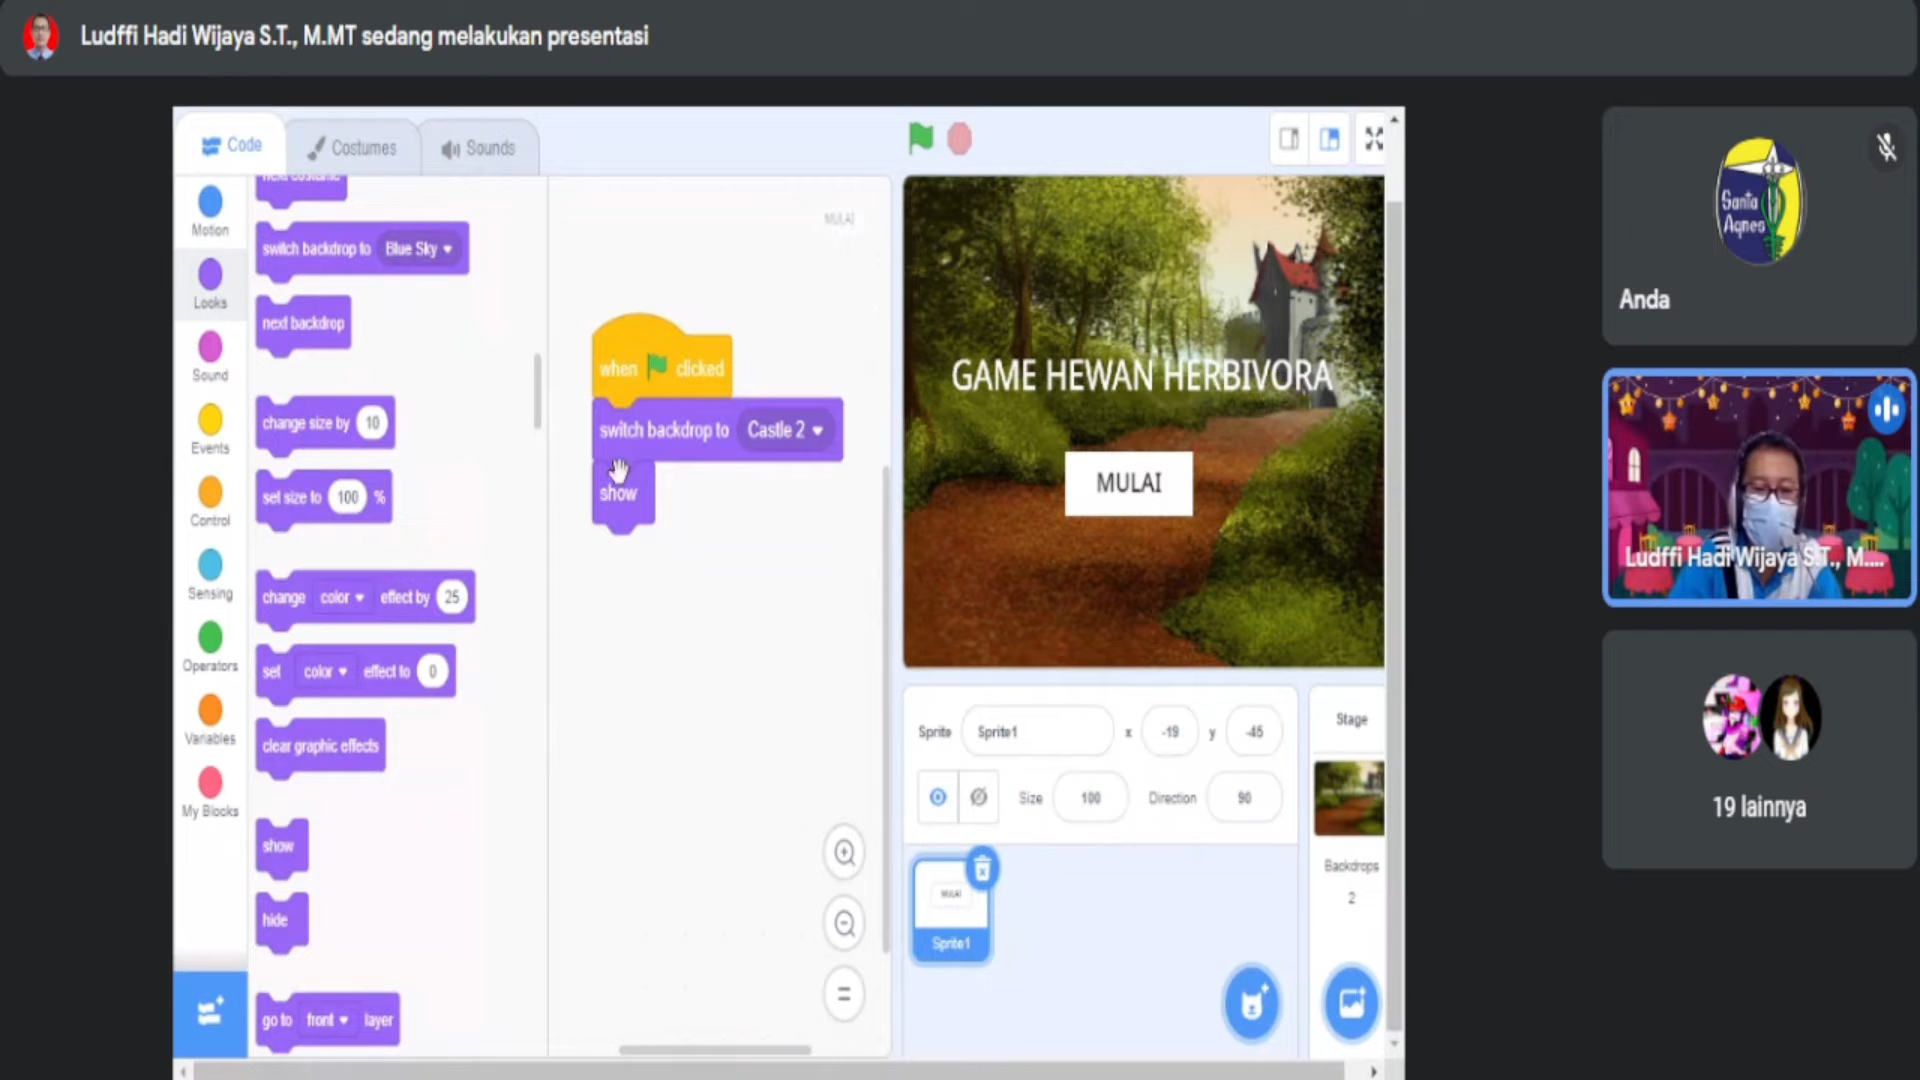 Ludffi Hadi Wijaya S.T., M.MT sedang melakukan presentasi
Code
Costumes
Sounds
Motion
Looks
Sound
Events
Control
Sensing
Operators
Variables
My Blocks
next costume
switch backdrop to Blue Sky
next backdrop
change size by 10
set size to 100 %
change color effect by 25
set color effect to 0
clear graphic effects
show
hide
go to front layer
MULAI
when clicked
switch backdrop to Castle 2
show
GAME HEWAN HERBIVORA
MULAI
Sprite Sprite1 x -19 y -45
Size 100 Direction 90
MULAI
Sprite1
Stage
Backdrops
2
Santa
Agnes
Anda
Ludffi Hadi Wijaya S.T., M....
19 lainnya